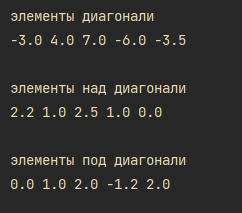 элементы диагонали
-3.0 4.0 7.0 -6.0 -3.5
элементы над диагонали
2.2 1.0 2.5 1.0 0.0
элементы под диагонали
0.0 1.0 2.0 -1.2 2.0